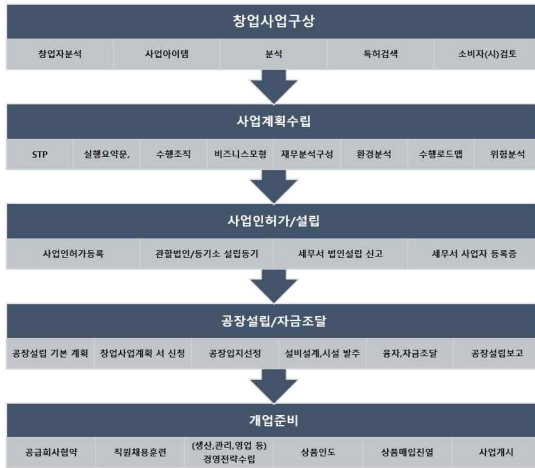 창업사업구상
창업자분석 사업아이템 분석 특허검색 소비자(시)검토
사업계획수립
STP 실행요약문, 수행조직 비즈니스모형 재무분석구성 환경분석 수행로드맵 위험분석
사업인허가/설립
사업인허가등록 관할법인/등기소 설립등기 세무서 법인설립 신고 세무서 사업자 등록증
공장설립/자금조달
공장설립 기본 계획 창업사업계획 서 신청 공장입지선정 설비설계,시설 발주 융자,자금조달 공장설립보고
개업준비
공급회사협약 직원채용훈련 (생산,관리,영업 등) 경영전략수립 상품인도 상품매입진열 사업개시